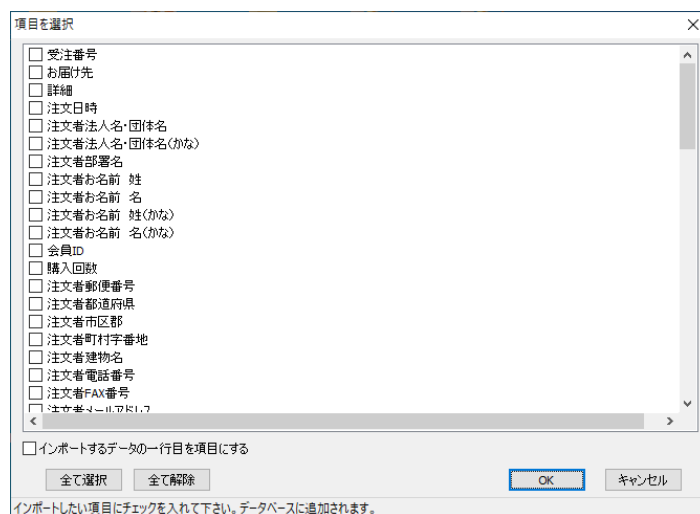 項目を選択
受注番号
お届け先
詳細
注文日時
注文者法人名・団体名
注文者法人名・団体名(かな)
注文者部署名
注文者お名前 姓
注文者お名前 名
注文者お名前 姓(かな)
注文者お名前 名(かな)
会員ID
購入回数
注文者郵便番号
注文者都道府県
注文者市区郡
注文者町村字番地
注文者建物名
注文者電話番号
注文者FAX番号
注文者メールアドレス
インポートするデータの一行目を項目にする
全て選択 全て解除 OK キャンセル
インポートしたい項目にチェックを入れて下さい。データベースに追加されます。